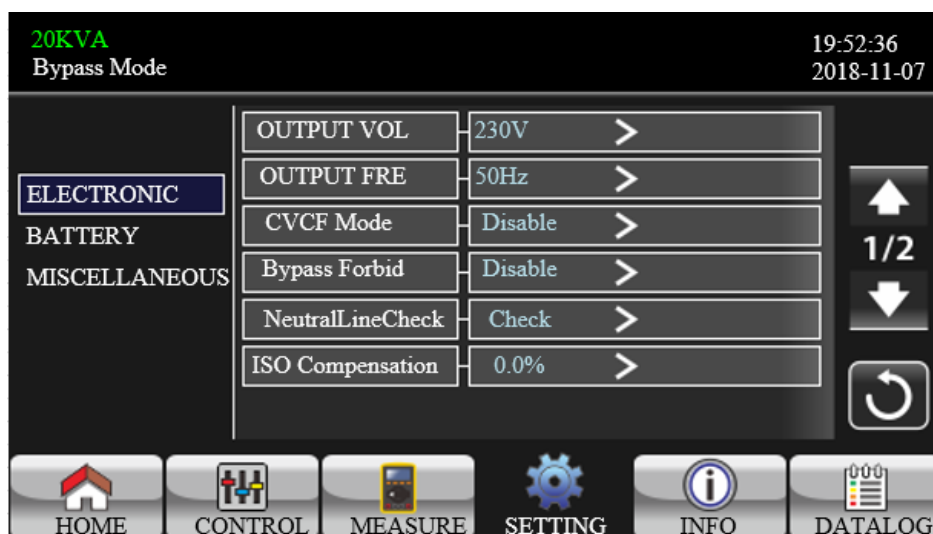 20KVA
Bypass Mode
19:52:36
2018-11-07
ELECTRONIC
BATTERY
MISCELLANEOUS
OUTPUT VOL 230V >
OUTPUT FRE 50Hz >
CVCF Mode Disable >
Bypass Forbid Disable >
NeutralLineCheck Check >
ISO Compensation 0.0% >
1/2
HOME CONTROL MEASURE SETTING INFO DATALOG